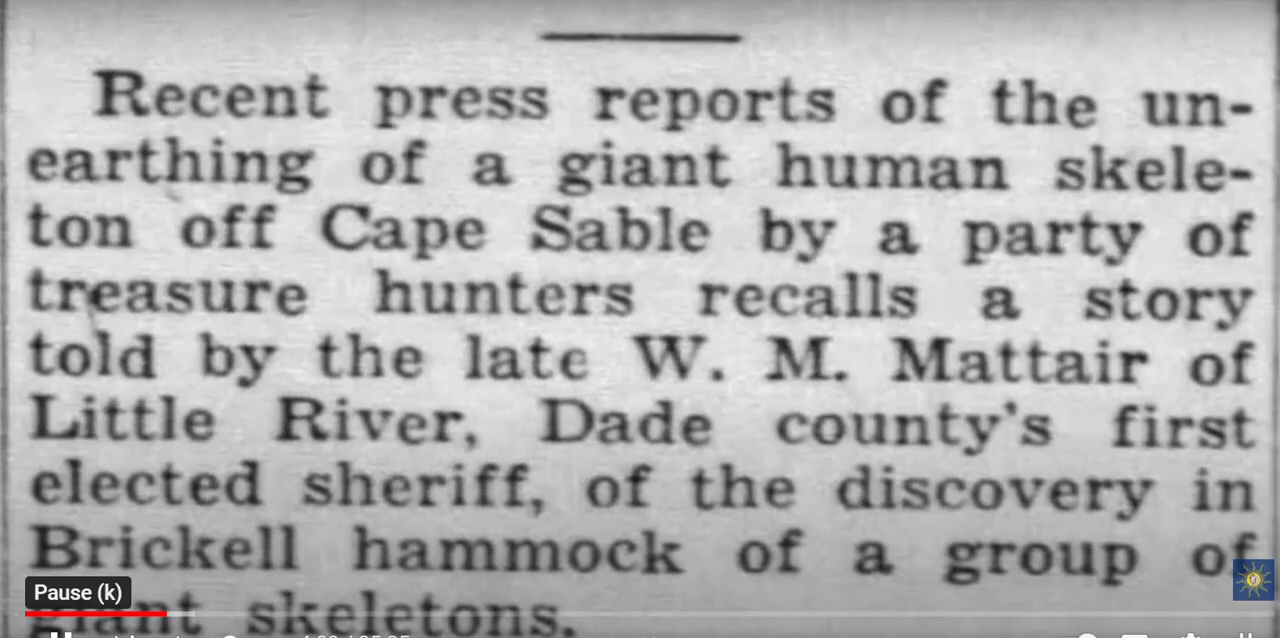 Recent press reports of the un-
earthing of a giant human skele-
ton off Cape Sable by a party of
treasure hunters recalls a story
told by the late W. M. Mattair of
Little River, Dade county's first
elected sheriff, of the discovery in
Brickell hammock of a group of
Pause (k)
giant skeletons.